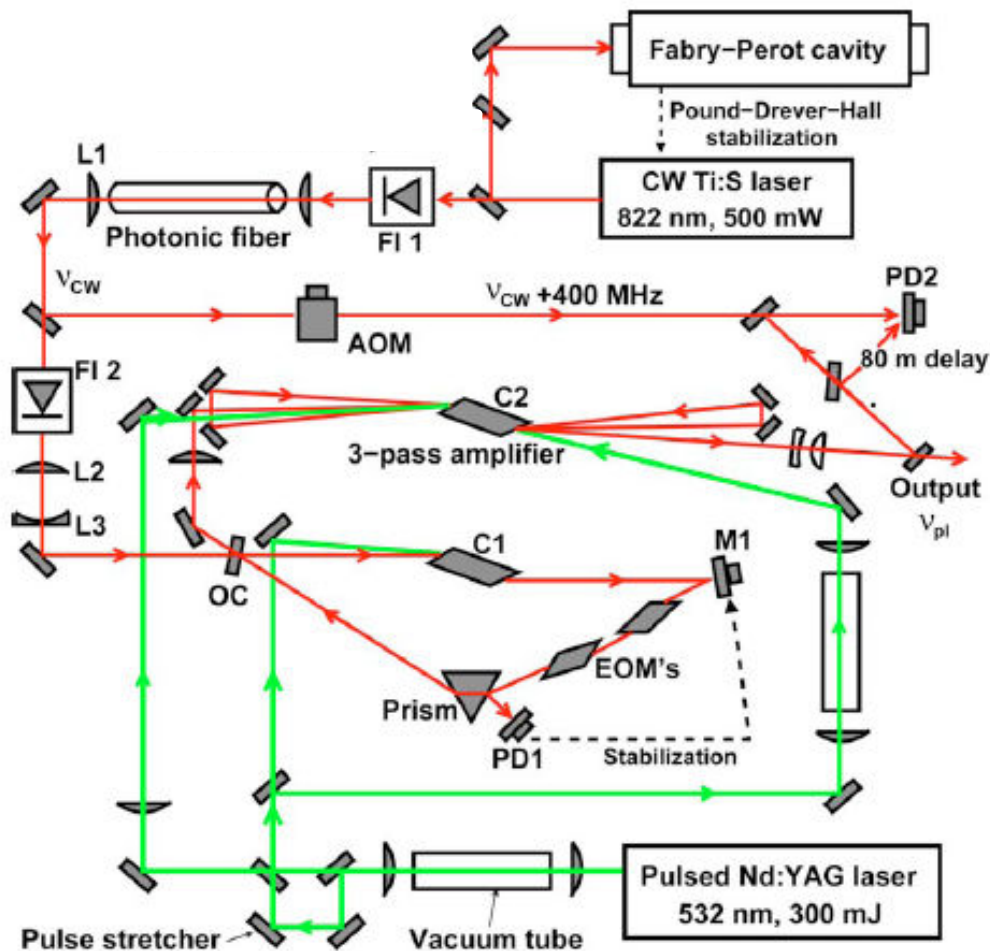 Fabry-Perot cavity
Pound-Drever-Hall
stabilization
CW Ti:S laser
822 nm, 500 mW
L1
Photonic fiber
FI 1
νCW
νCW +400 MHz
PD2
AOM
80 m delay
FI 2
C2
3-pass amplifier
L2
Output
νpl
L3
C1
M1
OC
EOM's
Prism
PD1
Stabilization
Pulsed Nd:YAG laser
532 nm, 300 mJ
Pulse stretcher
Vacuum tube